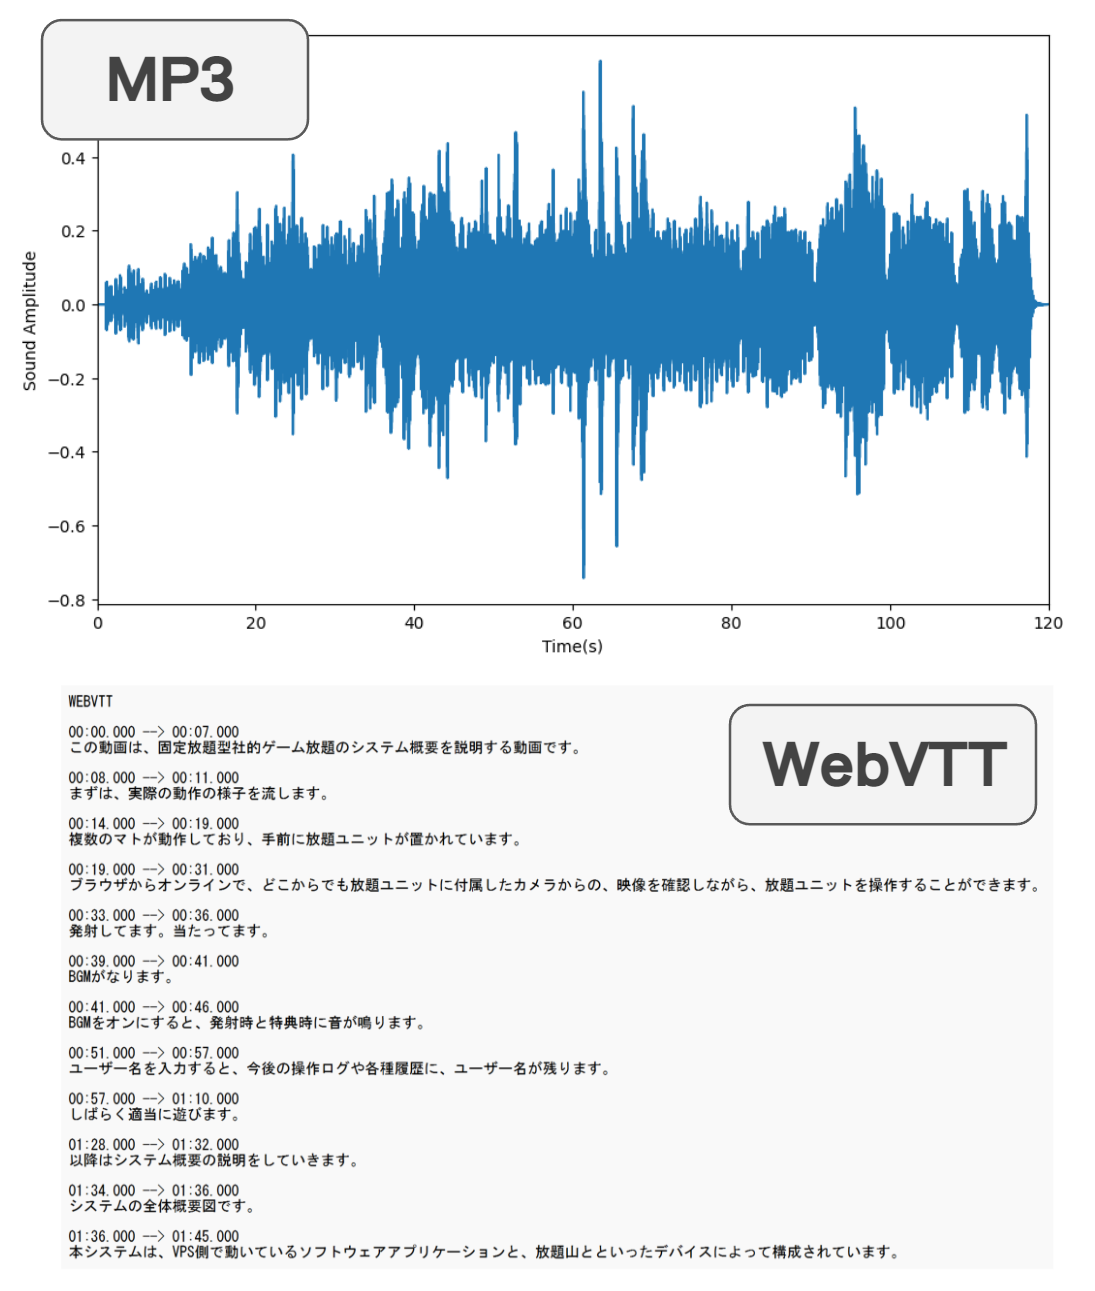 MP3
0.4
0.2
0.0
−0.2
−0.4
−0.6
−0.8
Sound Amplitude
0 20 40 60 80 100 120
Time(s)
WebVTT
WEBVTT
00:00.000 --> 00:07.000
この動画は、固定放題型社的ゲーム放題のシステム概要を説明する動画です。
00:08.000 --> 00:11.000
まずは、実際の動作の様子を流します。
00:14.000 --> 00:19.000
複数のマトが動作しており、手前に放題ユニットが置かれています。
00:19.000 --> 00:31.000
ブラウザからオンラインで、どこからでも放題ユニットに付属したカメラからの、映像を確認しながら、放題ユニットを操作することができます。
00:33.000 --> 00:36.000
発射してます。当たってます。
00:39.000 --> 00:41.000
BGMがなります。
00:41.000 --> 00:46.000
BGMをオンにすると、発射時と特典時に音が鳴ります。
00:51.000 --> 00:57.000
ユーザー名を入力すると、今後の操作ログや各種履歴に、ユーザー名が残ります。
00:57.000 --> 01:10.000
しばらく適当に遊びます。
01:28.000 --> 01:32.000
以降はシステム概要の説明をしていきます。
01:34.000 --> 01:36.000
システムの全体概要図です。
01:36.000 --> 01:45.000
本システムは、VPS側で動いているソフトウェアアプリケーションと、放題山とといったデバイスによって構成されています。